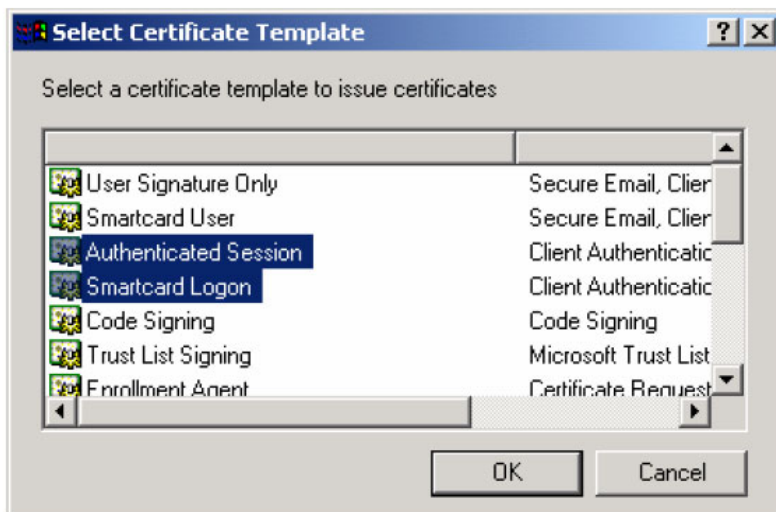 Select Certificate Template
Select a certificate template to issue certificates
User Signature Only Secure Email, Clier
Smartcard User Secure Email, Clier
Authenticated Session Client Authenticatic
Smartcard Logon Client Authenticatic
Code Signing Code Signing
Trust List Signing Microsoft Trust List
Enrollment Agent Certificate Request
OK Cancel